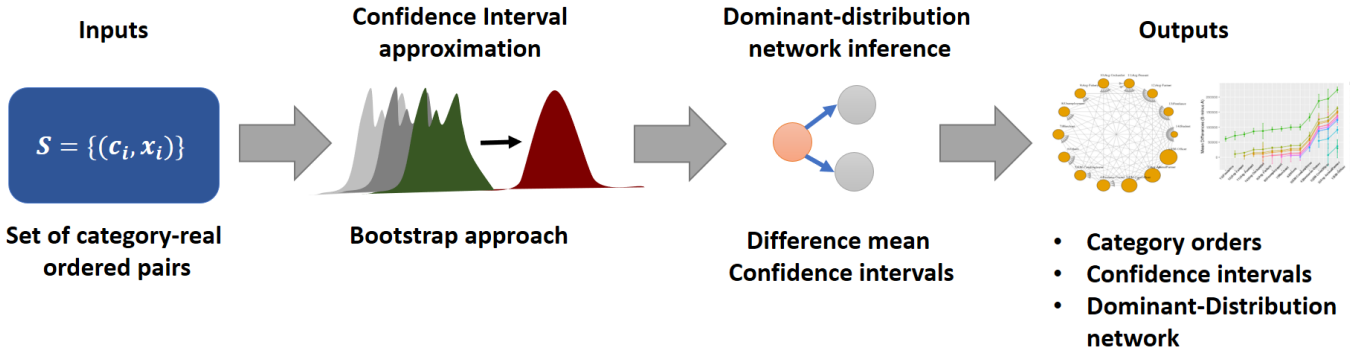 Inputs
S = {(c_i, x_i)}
Set of category-real
ordered pairs
Confidence Interval
approximation
Bootstrap approach
Dominant-distribution
network inference
Difference mean
Confidence intervals
Outputs
• Category orders
• Confidence intervals
• Dominant-Distribution
network